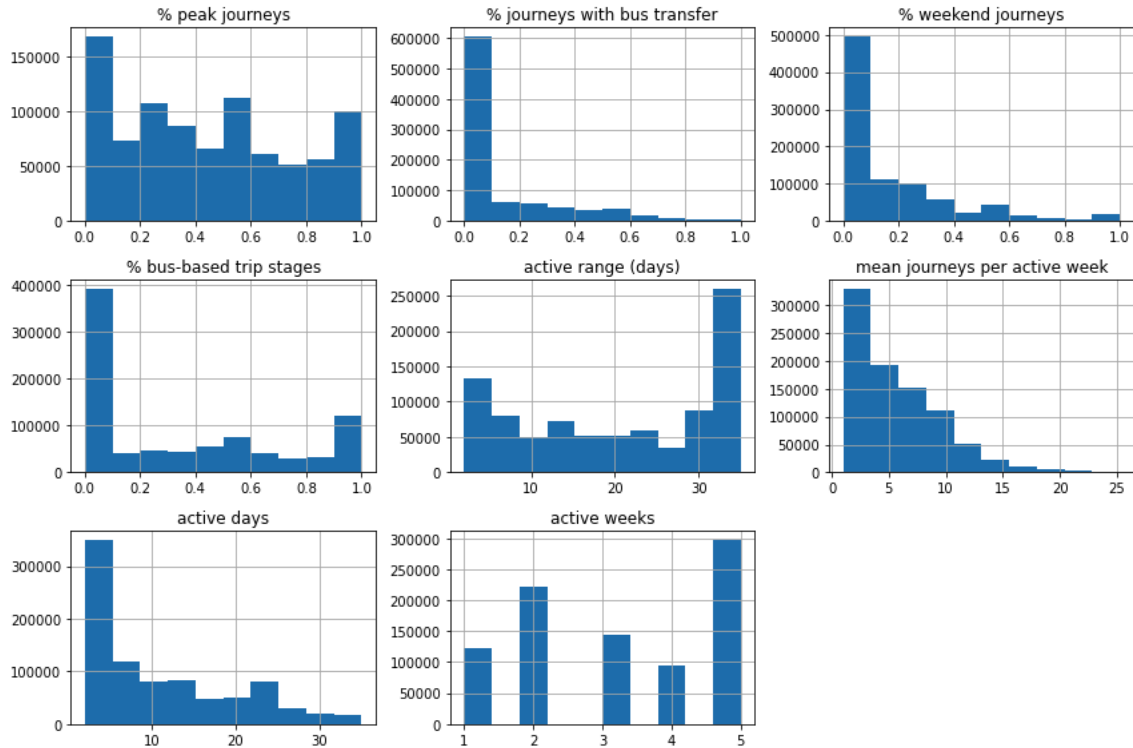 % peak journeys
150000
100000
50000
0
0.0 0.2 0.4 0.6 0.8 1.0
% journeys with bus transfer
600000
500000
400000
300000
200000
100000
0
0.0 0.2 0.4 0.6 0.8 1.0
% weekend journeys
500000
400000
300000
200000
100000
0
0.0 0.2 0.4 0.6 0.8 1.0
% bus-based trip stages
400000
300000
200000
100000
0
0.0 0.2 0.4 0.6 0.8 1.0
active range (days)
250000
200000
150000
100000
50000
0
10 20 30
mean journeys per active week
300000
250000
200000
150000
100000
50000
0
0 5 10 15 20 25
active days
300000
200000
100000
0
10 20 30
active weeks
300000
250000
200000
150000
100000
50000
0
1 2 3 4 5